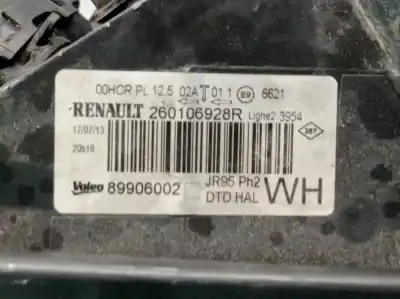 00HCR PL 12.5 02A 01 1 E9 6621
RENAULT 260106928R Ligne2 3954
17/07/13
20h18
Valeo 89906002
JR95 Ph2
DTD HAL
WH